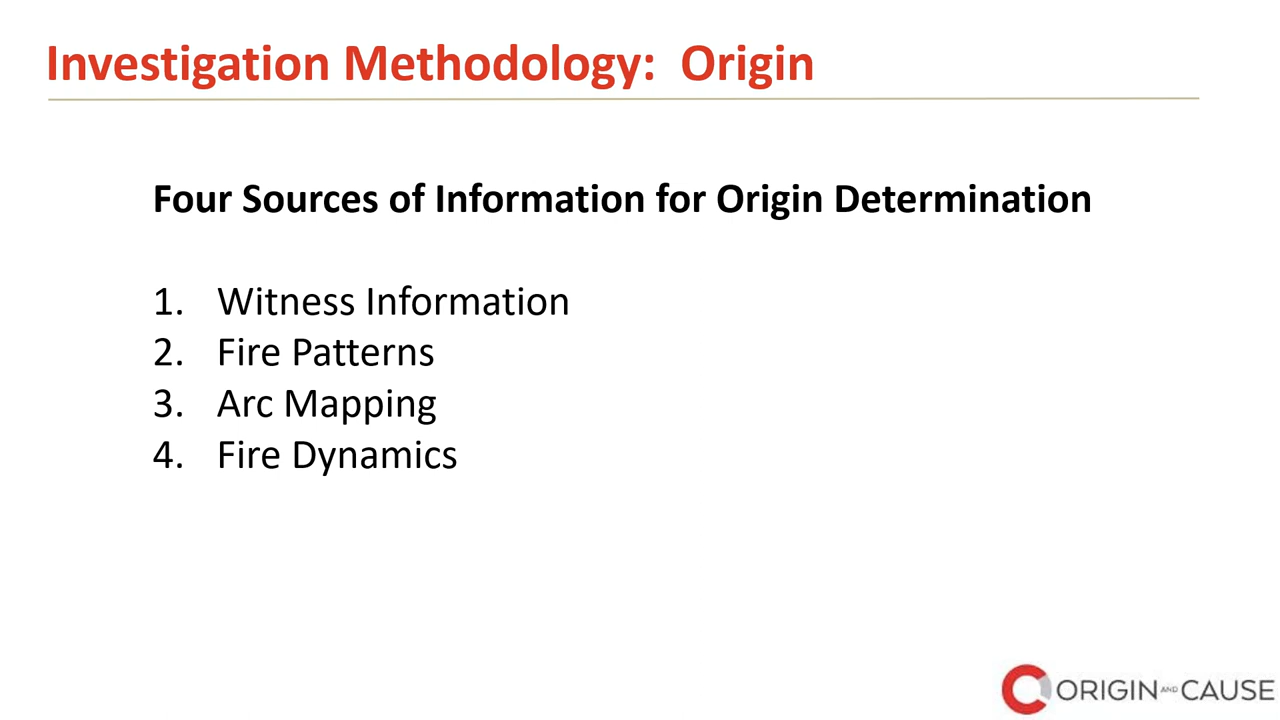 Investigation Methodology:  Origin
Four Sources of Information for Origin Determination
1. Witness Information
2. Fire Patterns
3. Arc Mapping
4. Fire Dynamics
ORIGIN AND CAUSE